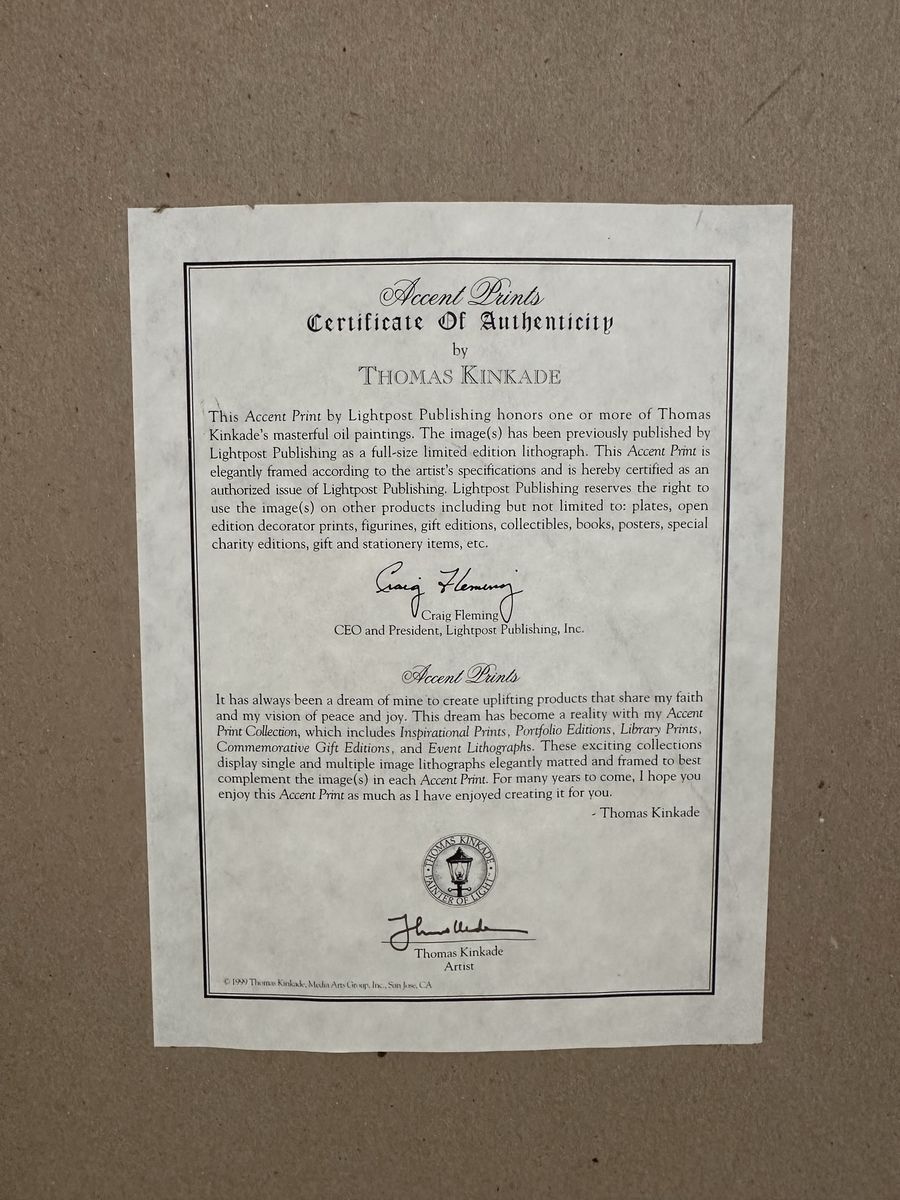 Accent Prints
Certificate Of Authenticity
by
THOMAS KINKADE
This Accent Print by Lightpost Publishing honors one or more of Thomas
Kinkade's masterful oil paintings. The image(s) has been previously published by
Lightpost Publishing as a full-size limited edition lithograph. This Accent Print is
elegantly framed according to the artist's specifications and is hereby certified as an
authorized issue of Lightpost Publishing. Lightpost Publishing reserves the right to
use the image(s) on other products including but not limited to: plates, open
edition decorator prints, figurines, gift editions, collectibles, books, posters, special
charity editions, gift and stationery items, etc.
Craig Fleming
Craig Fleming
CEO and President, Lightpost Publishing, Inc.
Accent Prints
It has always been a dream of mine to create uplifting products that share my faith
and my vision of peace and joy. This dream has become a reality with my Accent
Print Collection, which includes Inspirational Prints, Portfolio Editions, Library Prints,
Commemorative Gift Editions, and Event Lithographs. These exciting collections
display single and multiple image lithographs elegantly matted and framed to best
complement the image(s) in each Accent Print. For many years to come, I hope you
enjoy this Accent Print as much as I have enjoyed creating it for you.
- Thomas Kinkade
THOMAS KINKADE
PAINTER OF LIGHT
Thomas Kinkade
Artist
© 1999 Thomas Kinkade, Media Arts Group, Inc., San Jose, CA